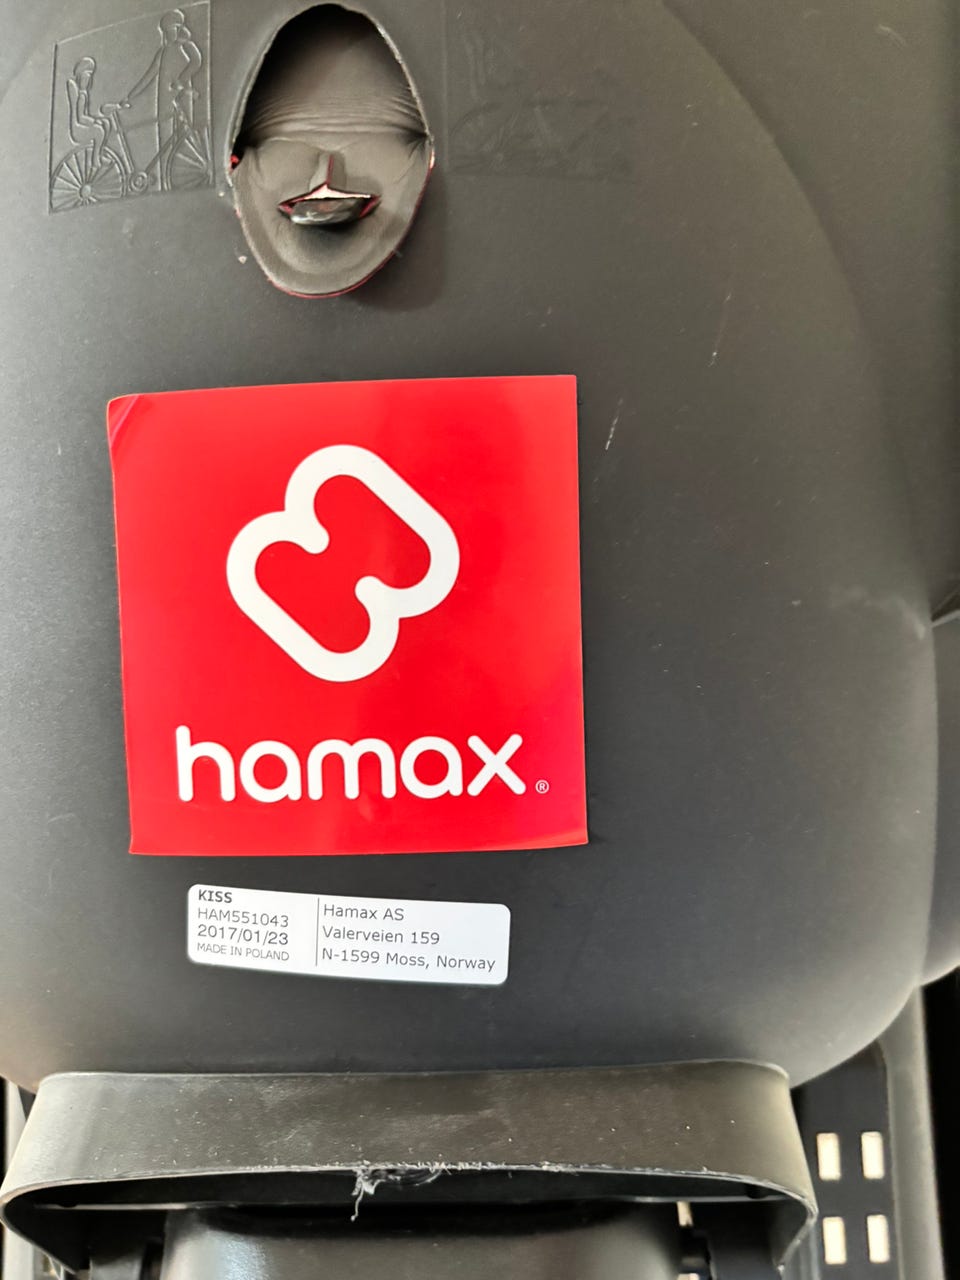 hamax®
KISS
HAM551043
2017/01/23
MADE IN POLAND
Hamax AS
Valerveien 159
N-1599 Moss, Norway